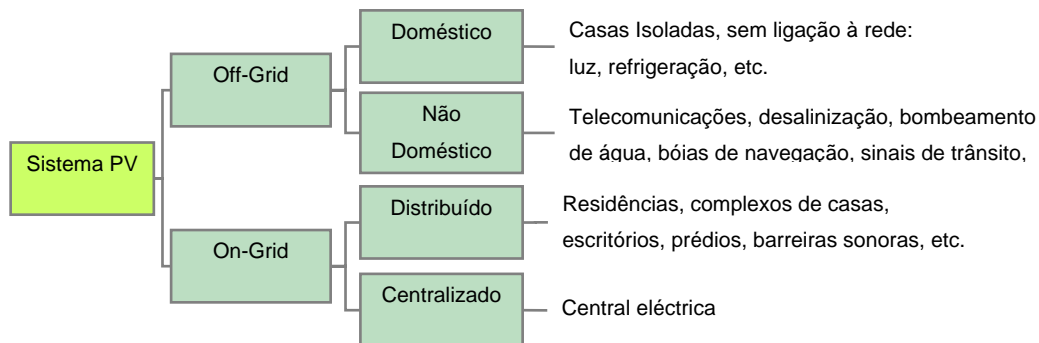 Sistema PV
Off-Grid
Doméstico
Casas Isoladas, sem ligação à rede:
luz, refrigeração, etc.
Não
Doméstico
Telecomunicações, desalinização, bombeamento
de água, bóias de navegação, sinais de trânsito,
On-Grid
Distribuído
Residências, complexos de casas,
escritórios, prédios, barreiras sonoras, etc.
Centralizado
Central eléctrica